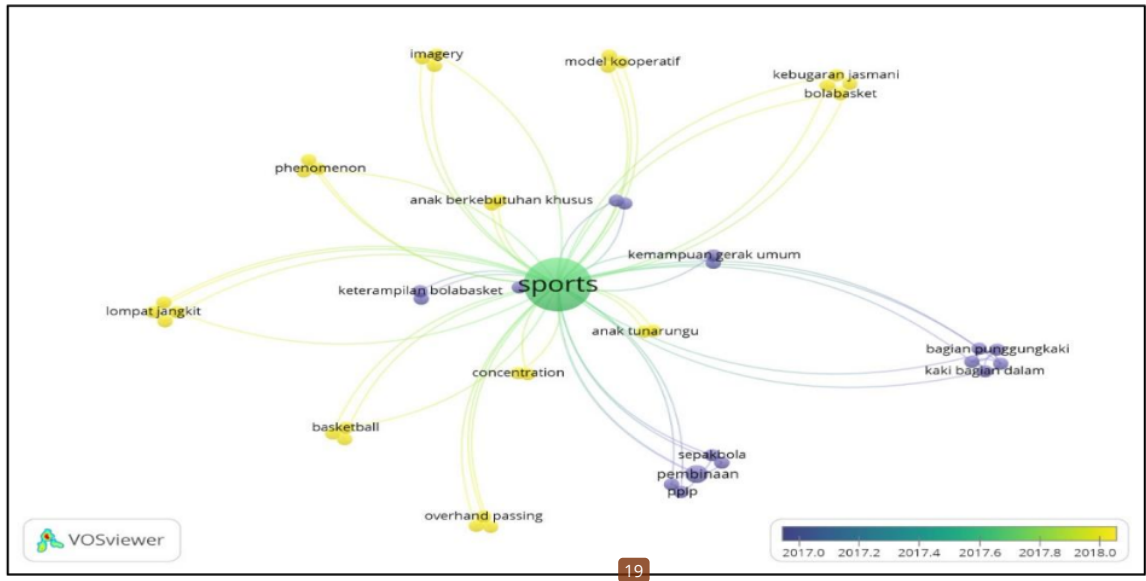 imagery
model kooperatif
kebugaran jasmani
bolabasket
phenomenon
anak berkebutuhan khusus
kemampuan gerak umum
sports
keterampilan bolabasket
lompat jangkit
anak tunarungu
bagian punggungkaki
kaki bagian dalam
concentration
basketball
sepakbola
pembinaan
pplp
overhand passing
VOSviewer
2017.0 2017.2 2017.4 2017.6 2017.8 2018.0
19